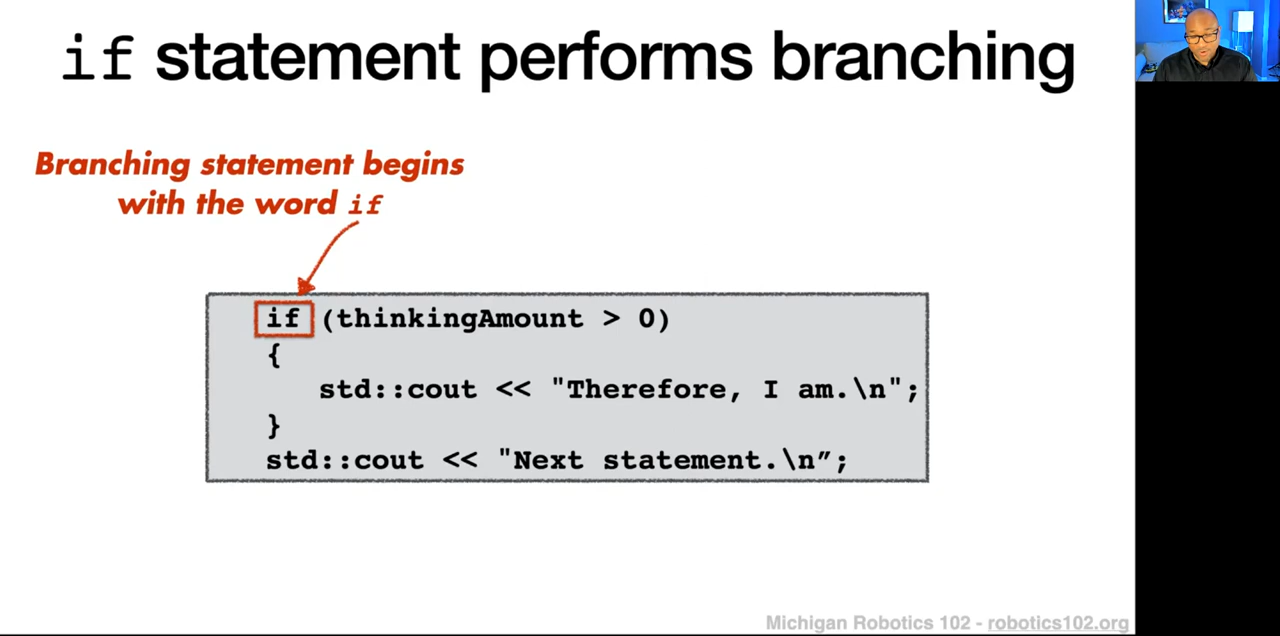 if statement performs branching
Branching statement begins
with the word if
if (thinkingAmount > 0)
{
std::cout << "Therefore, I am.\n";
}
std::cout << "Next statement.\n”;
Michigan Robotics 102 - robotics102.org